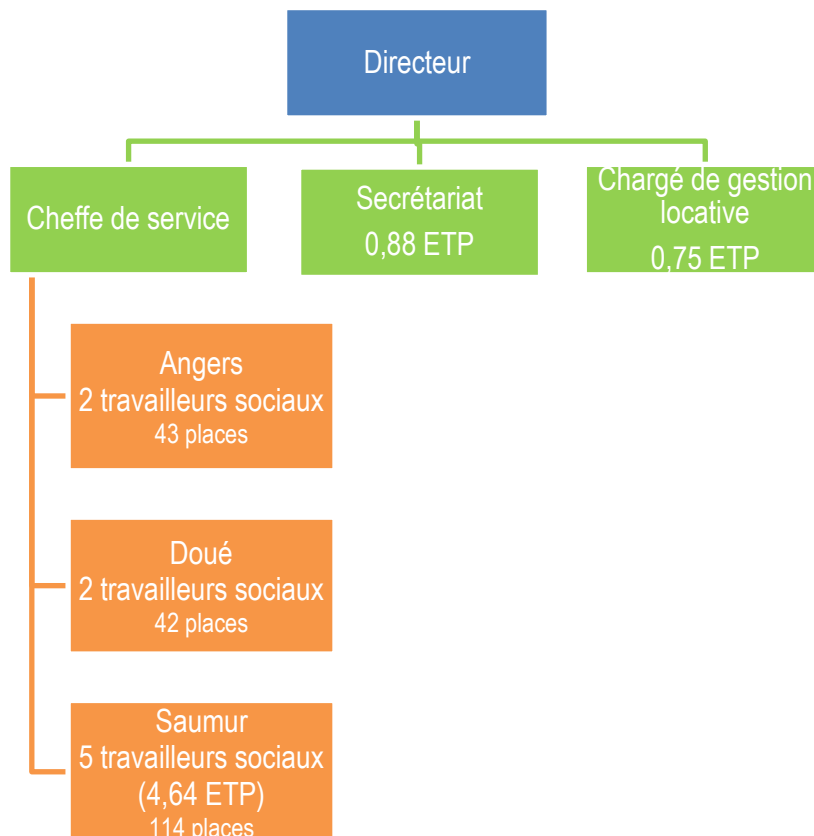 Directeur
Cheffe de service
Secrétariat
0,88 ETP
Chargé de gestion
locative
0,75 ETP
Angers
2 travailleurs sociaux
43 places
Doué
2 travailleurs sociaux
42 places
Saumur
5 travailleurs sociaux
(4,64 ETP)
114 places